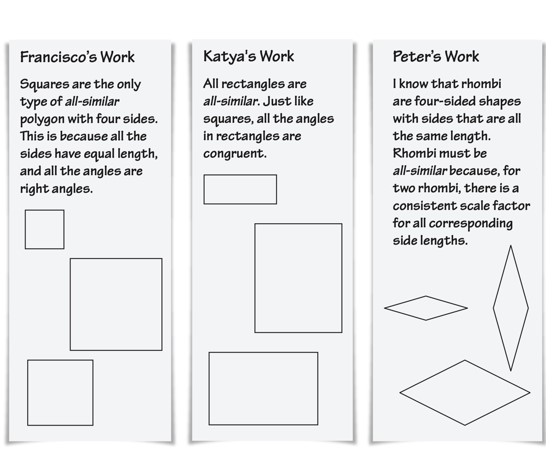 Francisco's Work
Squares are the only
type of all-similar
polygon with four sides.
This is because all the
sides have equal length,
and all the angles are
right angles.
Katya's Work
All rectangles are
all-similar. Just like
squares, all the angles
in rectangles are
congruent.
Peter's Work
I know that rhombi
are four-sided shapes
with sides that are all
the same length.
Rhombi must be
all-similar because, for
two rhombi, there is a
consistent scale factor
for all corresponding
side lengths.